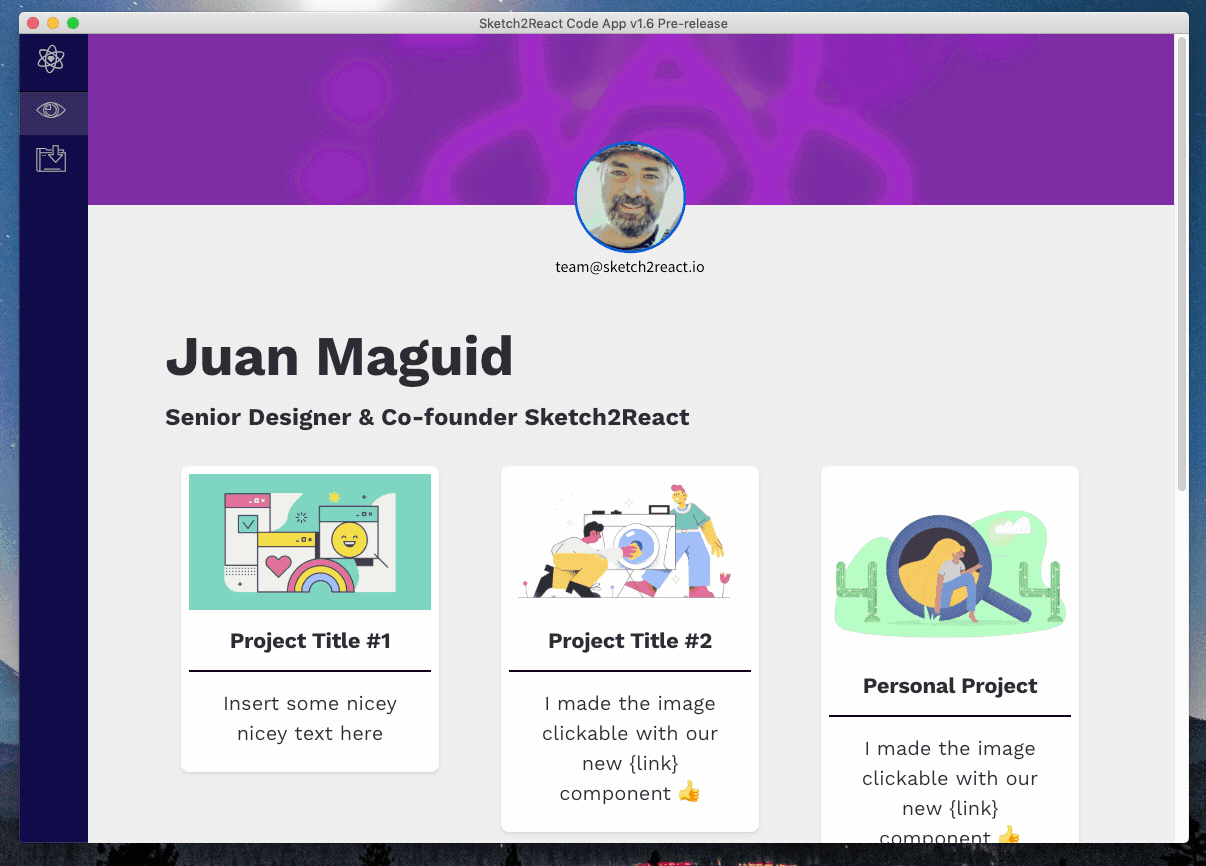 Sketch2React Code App v1.6 Pre-release
team@sketch2react.io
Juan Maguid
Senior Designer & Co-founder Sketch2React
Project Title #1
Insert some nicey
nicey text here
Project Title #2
I made the image
clickable with our
new {link}
component 👍
4 4
Personal Project
I made the image
clickable with our
new {link}
component 👍